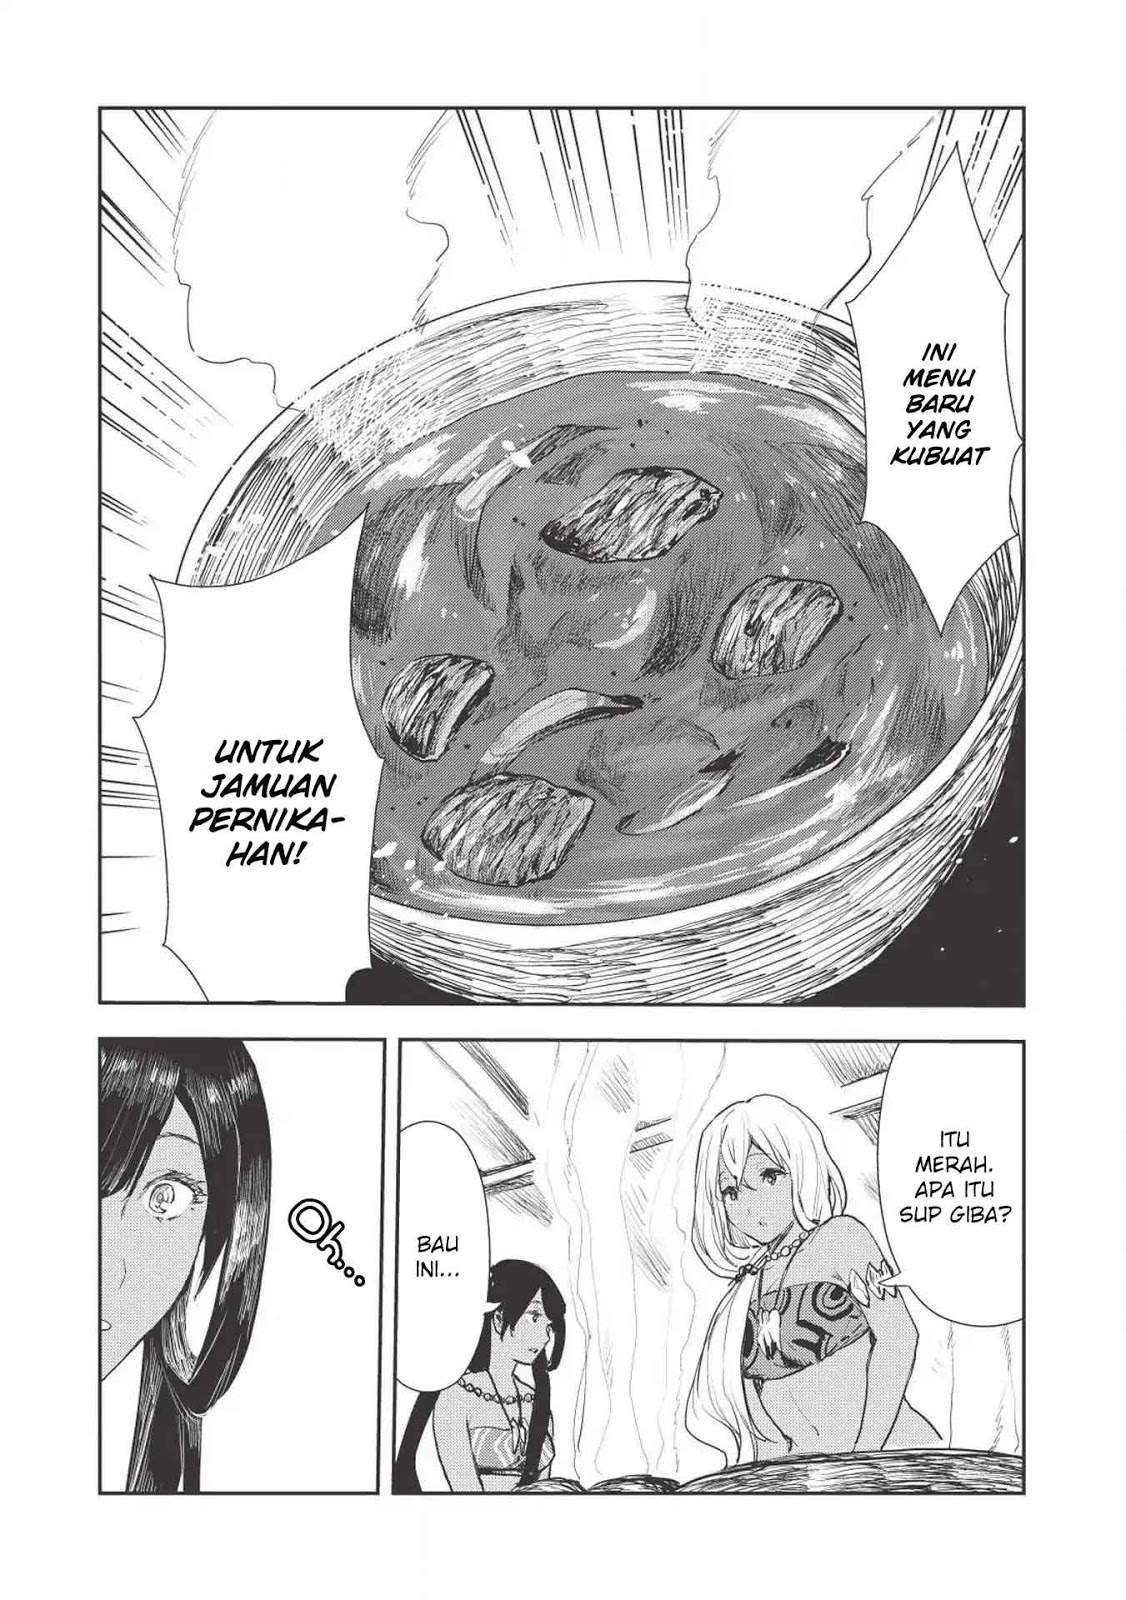 INI
MENU
BARU
YANG
KUBUAT
UNTUK
JAMUAN
PERNIKA-
HAN!
ITU
MERAH.
APA ITU
SUP GIBA?
BAU
INI...
Oh...